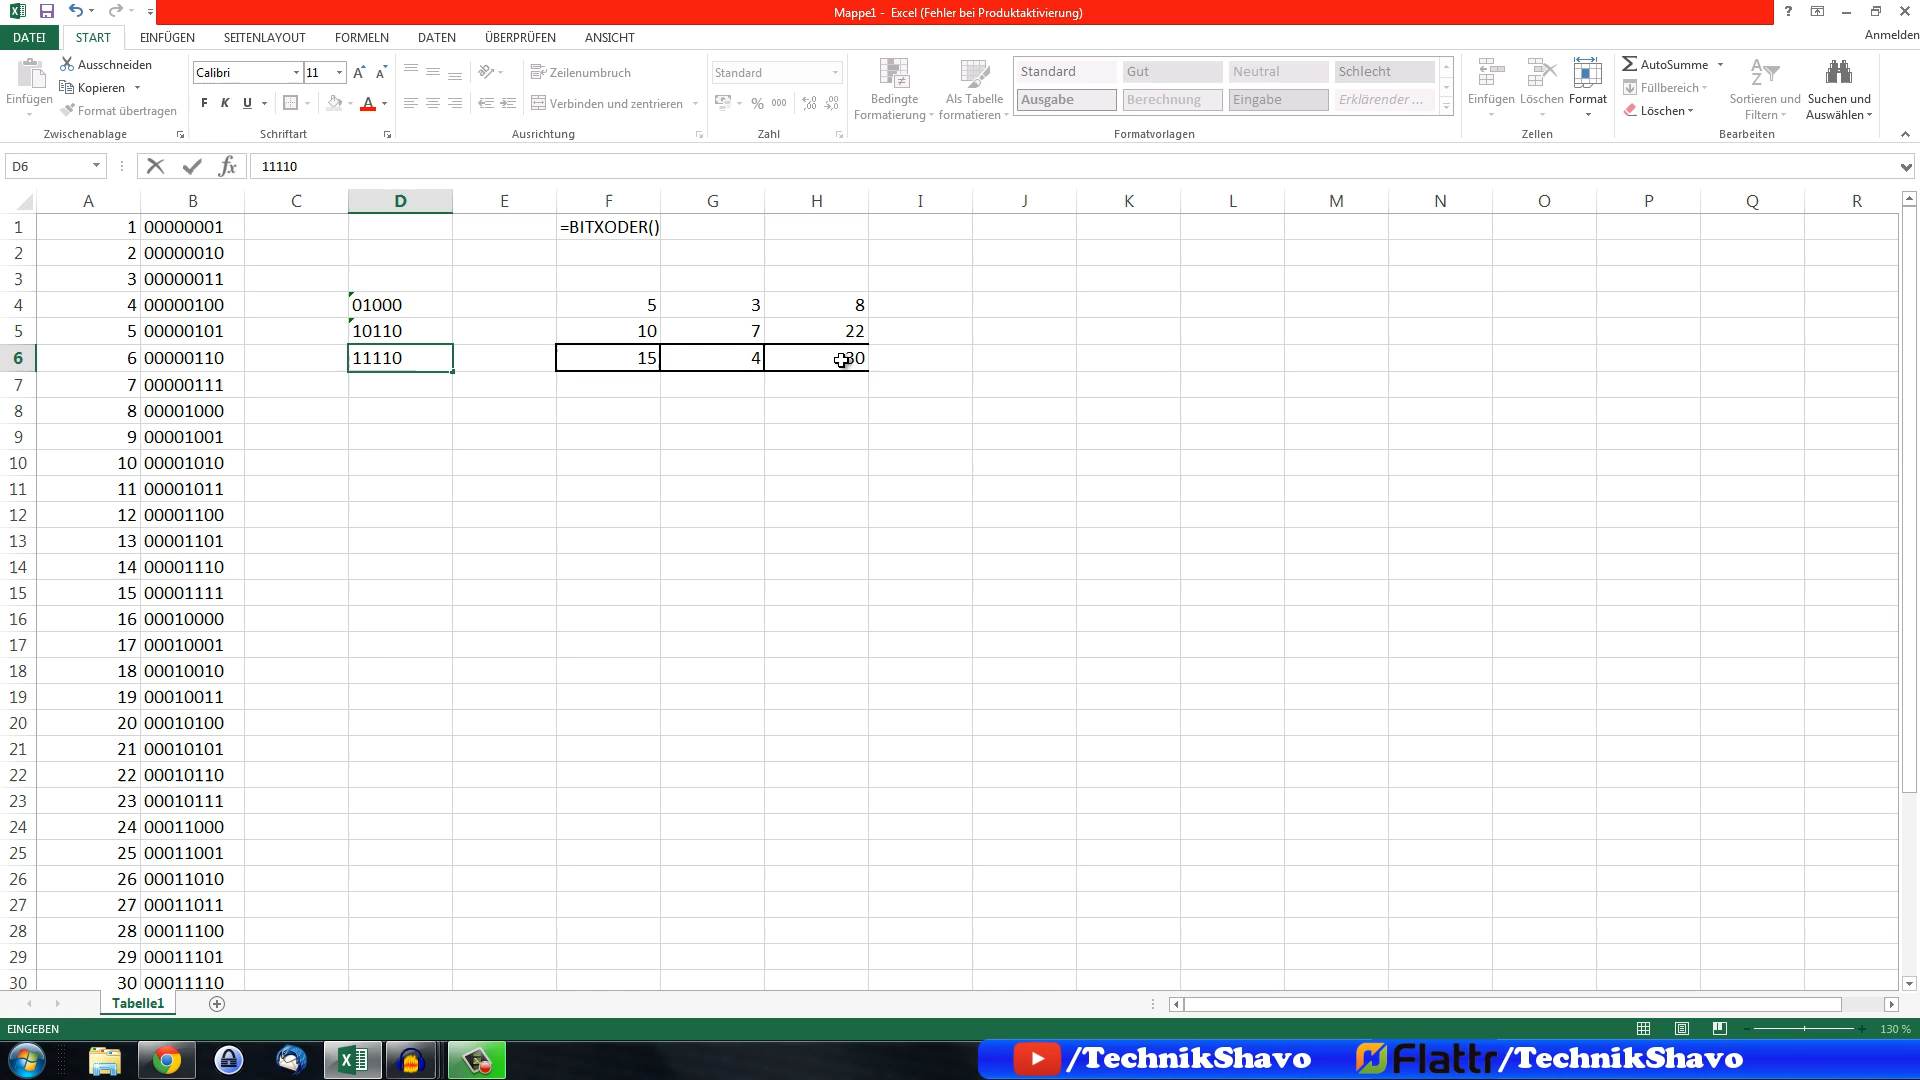 Mappe1 - Excel (Fehler bei Produktaktivierung)
?
DATEI START EINFÜGEN SEITENLAYOUT FORMELN DATEN ÜBERPRÜFEN ANSICHT
Anmelden
Einfügen
Ausschneiden
Kopieren
Format übertragen
Zwischenablage
Calibri 11
F K U
Schriftart
Zeilenumbruch
Verbinden und zentrieren
Ausrichtung
Standard
% 000
Zahl
Bedingte Formatierung
Als Tabelle formatieren
Standard Gut Neutral Schlecht
Ausgabe Berechnung Eingabe Erklärender ...
Formatvorlagen
Einfügen Löschen Format
Zellen
AutoSumme
Füllbereich
Löschen
Sortieren und Filtern
Suchen und Auswählen
Bearbeiten
D6 fx 11110
A B C D E F G H I J K L M N O P Q R
1 1 00000001 =BITXODER()
2 2 00000010
3 3 00000011
4 4 00000100 01000 5 3 8
5 5 00000101 10110 10 7 22
6 6 00000110 11110 15 4 30
7 7 00000111
8 8 00001000
9 9 00001001
10 10 00001010
11 11 00001011
12 12 00001100
13 13 00001101
14 14 00001110
15 15 00001111
16 16 00010000
17 17 00010001
18 18 00010010
19 19 00010011
20 20 00010100
21 21 00010101
22 22 00010110
23 23 00010111
24 24 00011000
25 25 00011001
26 26 00011010
27 27 00011011
28 28 00011100
29 29 00011101
30 30 00011110
Tabelle1
EINGEBEN
130 %
/TechnikShavo Flattr/TechnikShavo